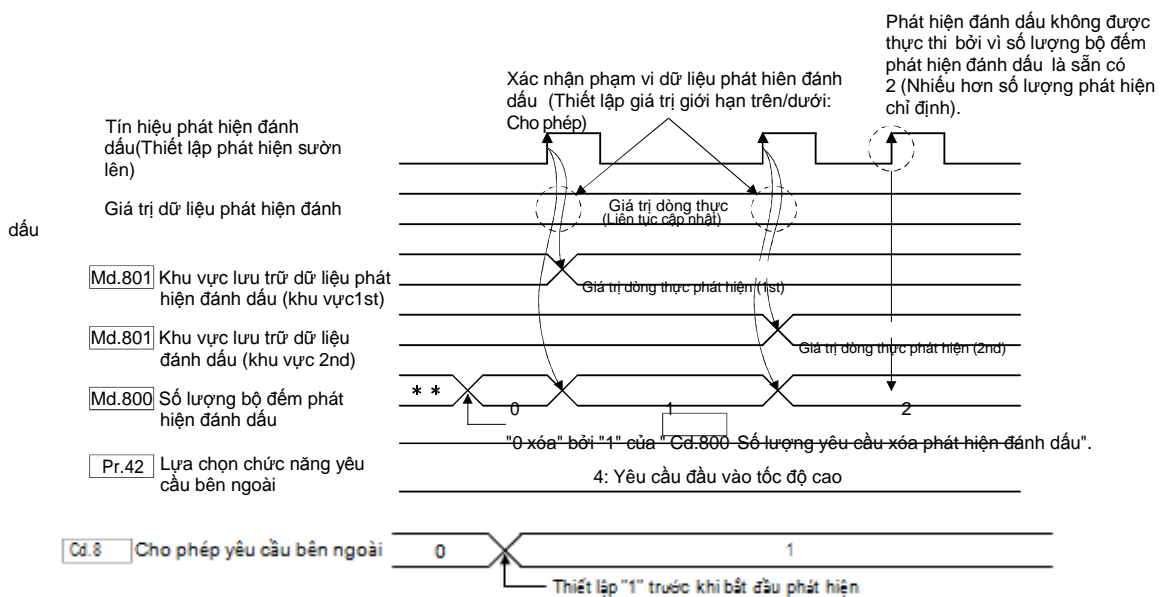 Phát hiện đánh dấu không được
thực thi bởi vì số lượng bộ đếm
phát hiện đánh dấu là sẵn có
2 (Nhiều hơn số lượng phát hiện
chỉ định).
Xác nhận phạm vi dữ liệu phát hiên đánh
dấu (Thiết lập giá trị giới hạn trên/dưới:
Cho phép)
Tín hiệu phát hiện đánh
dấu(Thiết lập phát hiện sườn
lên)
Giá trị dữ liệu phát hiện đánh
dấu
Giá trị dòng thực
(Liên tục cập nhật)
Md.801 Khu vực lưu trữ dữ liệu phát
hiện đánh dấu (khu vực1st)
Giá trị dòng thực phát hiện (1st)
Md.801 Khu vực lưu trữ dữ liệu
đánh dấu (khu vực 2nd)
Giá trị dòng thực phát hiện (2nd)
Md.800 Số lượng bộ đếm phát
hiện đánh dấu
* * 0 1 2
"0 xóa" bởi "1" của " Cd.800 Số lượng yêu cầu xóa phát hiện đánh dấu".
Pr.42 Lựa chọn chức năng yêu
cầu bên ngoài
4: Yêu cầu đầu vào tốc độ cao
Cd.8 Cho phép yêu cầu bên ngoài 0 1
Thiết lập "1" trước khi bắt đầu phát hiện